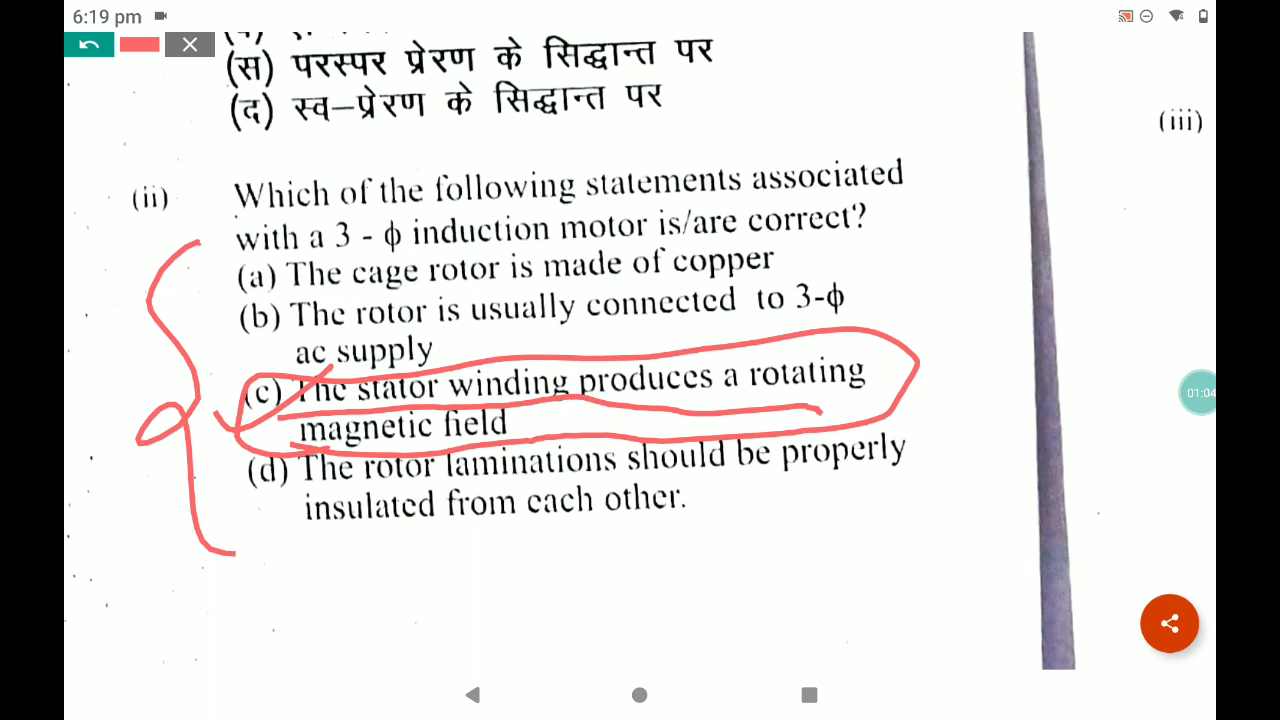 6:19 pm
(स) परस्पर प्रेरण के सिद्धान्त पर
(द) स्व–प्रेरण के सिद्धान्त पर
(iii)
(ii) Which of the following statements associated
with a 3 - ϕ induction motor is/are correct?
(a) The cage rotor is made of copper
(b) The rotor is usually connected to 3-ϕ
ac supply
(c) The stator winding produces a rotating
magnetic field
(d) The rotor laminations should be properly
insulated from each other.
01:04